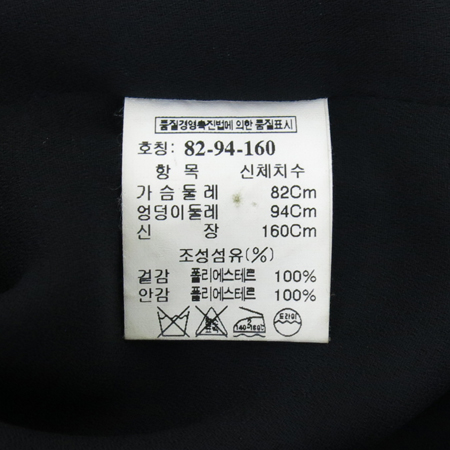 품질경영촉진법에 의한 품질표시
호칭: 82-94-160
항 목 신체치수
가슴둘레 82Cm
엉덩이둘레 94Cm
신 장 160Cm
조성섬유(%)
겉감 폴리에스테르 100%
안감 폴리에스테르 100%
140-160℃ 드라이